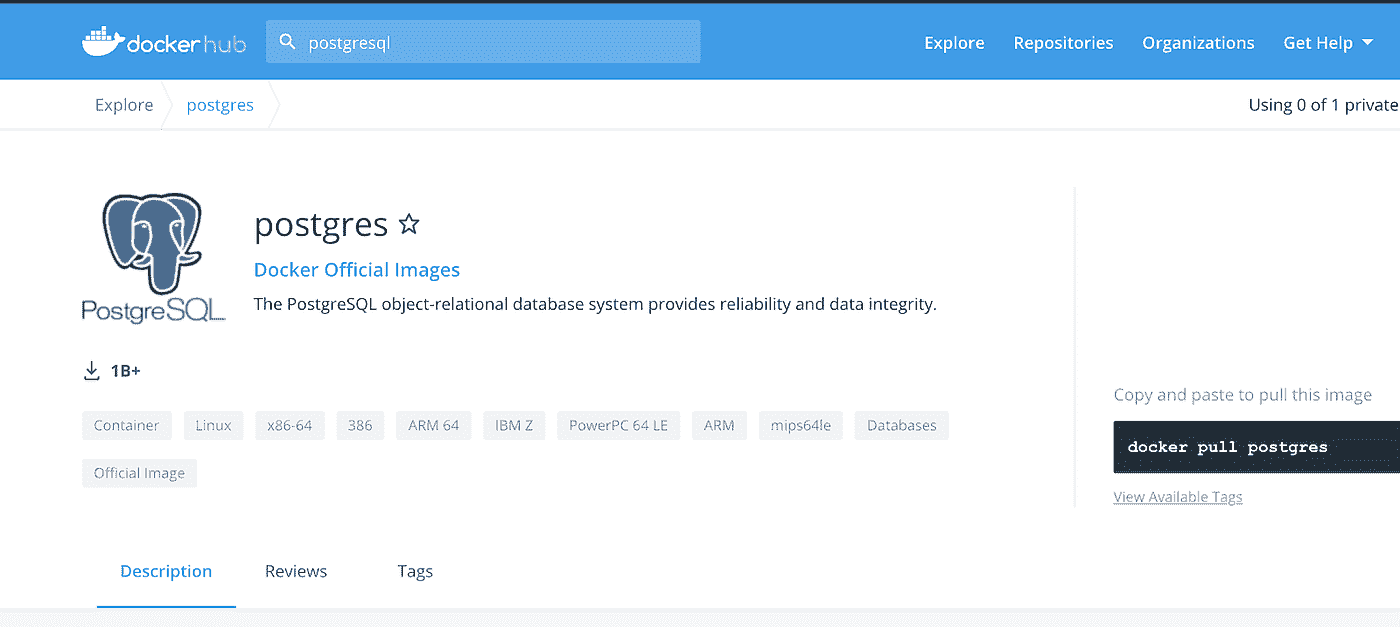 dockerhub
postgresql
Explore Repositories Organizations Get Help
Explore postgres
Using 0 of 1 private
PostgreSQL
postgres
Docker Official Images
The PostgreSQL object-relational database system provides reliability and data integrity.
1B+
Container Linux x86-64 386 ARM 64 IBM Z PowerPC 64 LE ARM mips64le Databases
Official Image
Copy and paste to pull this image
docker pull postgres
View Available Tags
Description Reviews Tags